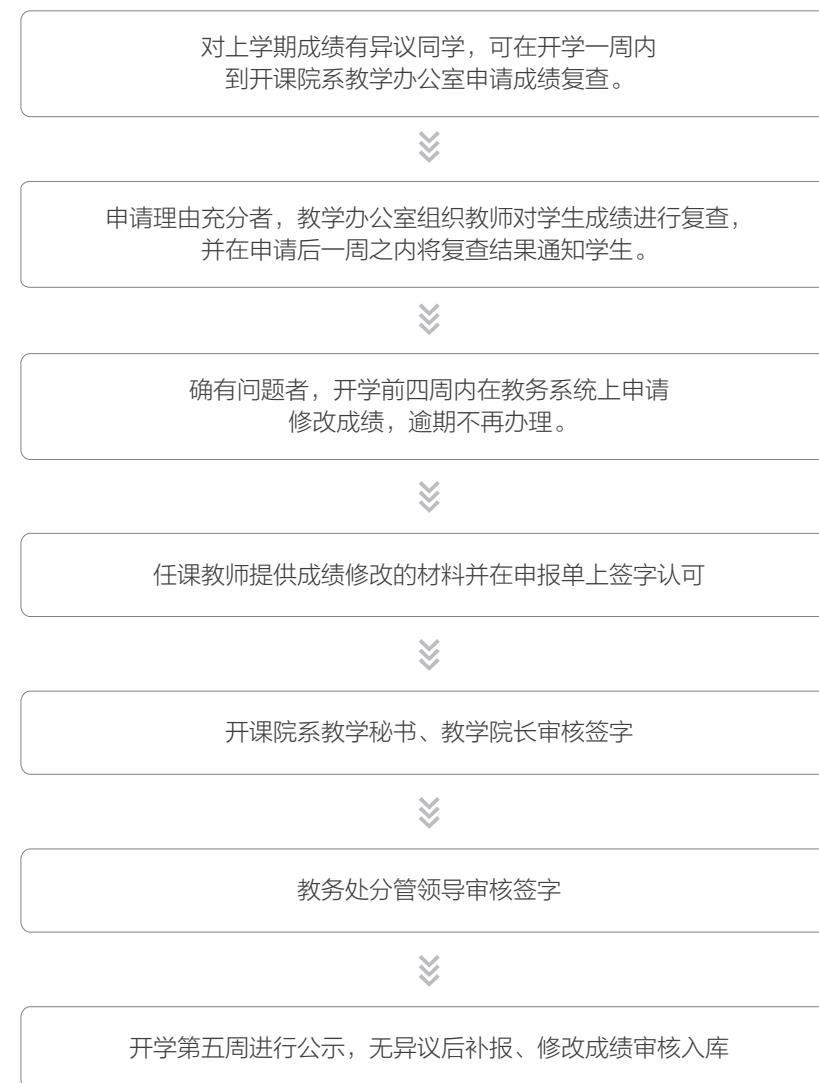 对上学期成绩有异议同学，可在开学一周内
到开课院系教学办公室申请成绩复查。
申请理由充分者，教学办公室组织教师对学生成绩进行复查，
并在申请后一周之内将复查结果通知学生。
确有问题者，开学前四周内在教务系统上申请
修改成绩，逾期不再办理。
任课教师提供成绩修改的材料并在申报单上签字认可
开课院系教学秘书、教学院长审核签字
教务处分管领导审核签字
开学第五周进行公示，无异议后补报、修改成绩审核入库